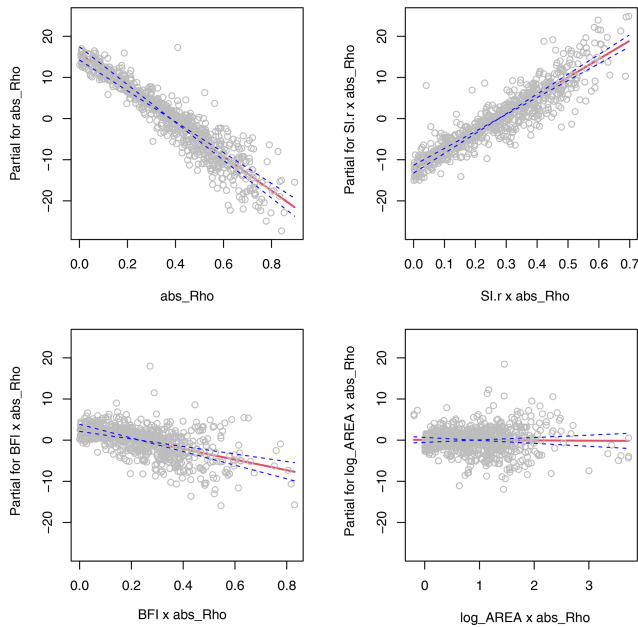 Partial for abs_Rho
20
10
0
−10
−20
0.0 0.2 0.4 0.6 0.8
abs_Rho
Partial for SI.r x abs_Rho
20
10
0
−10
−20
0.0 0.1 0.2 0.3 0.4 0.5 0.6 0.7
SI.r x abs_Rho
Partial for BFI x abs_Rho
20
10
0
−10
−20
0.0 0.2 0.4 0.6 0.8
BFI x abs_Rho
Partial for log_AREA x abs_Rho
20
10
0
−10
−20
0 1 2 3
log_AREA x abs_Rho